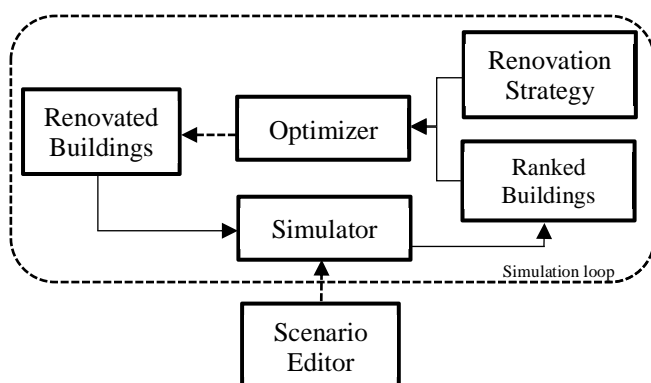 Renovation
Strategy
Renovated
Buildings
Optimizer
Ranked
Buildings
Simulator
Simulation loop
Scenario
Editor